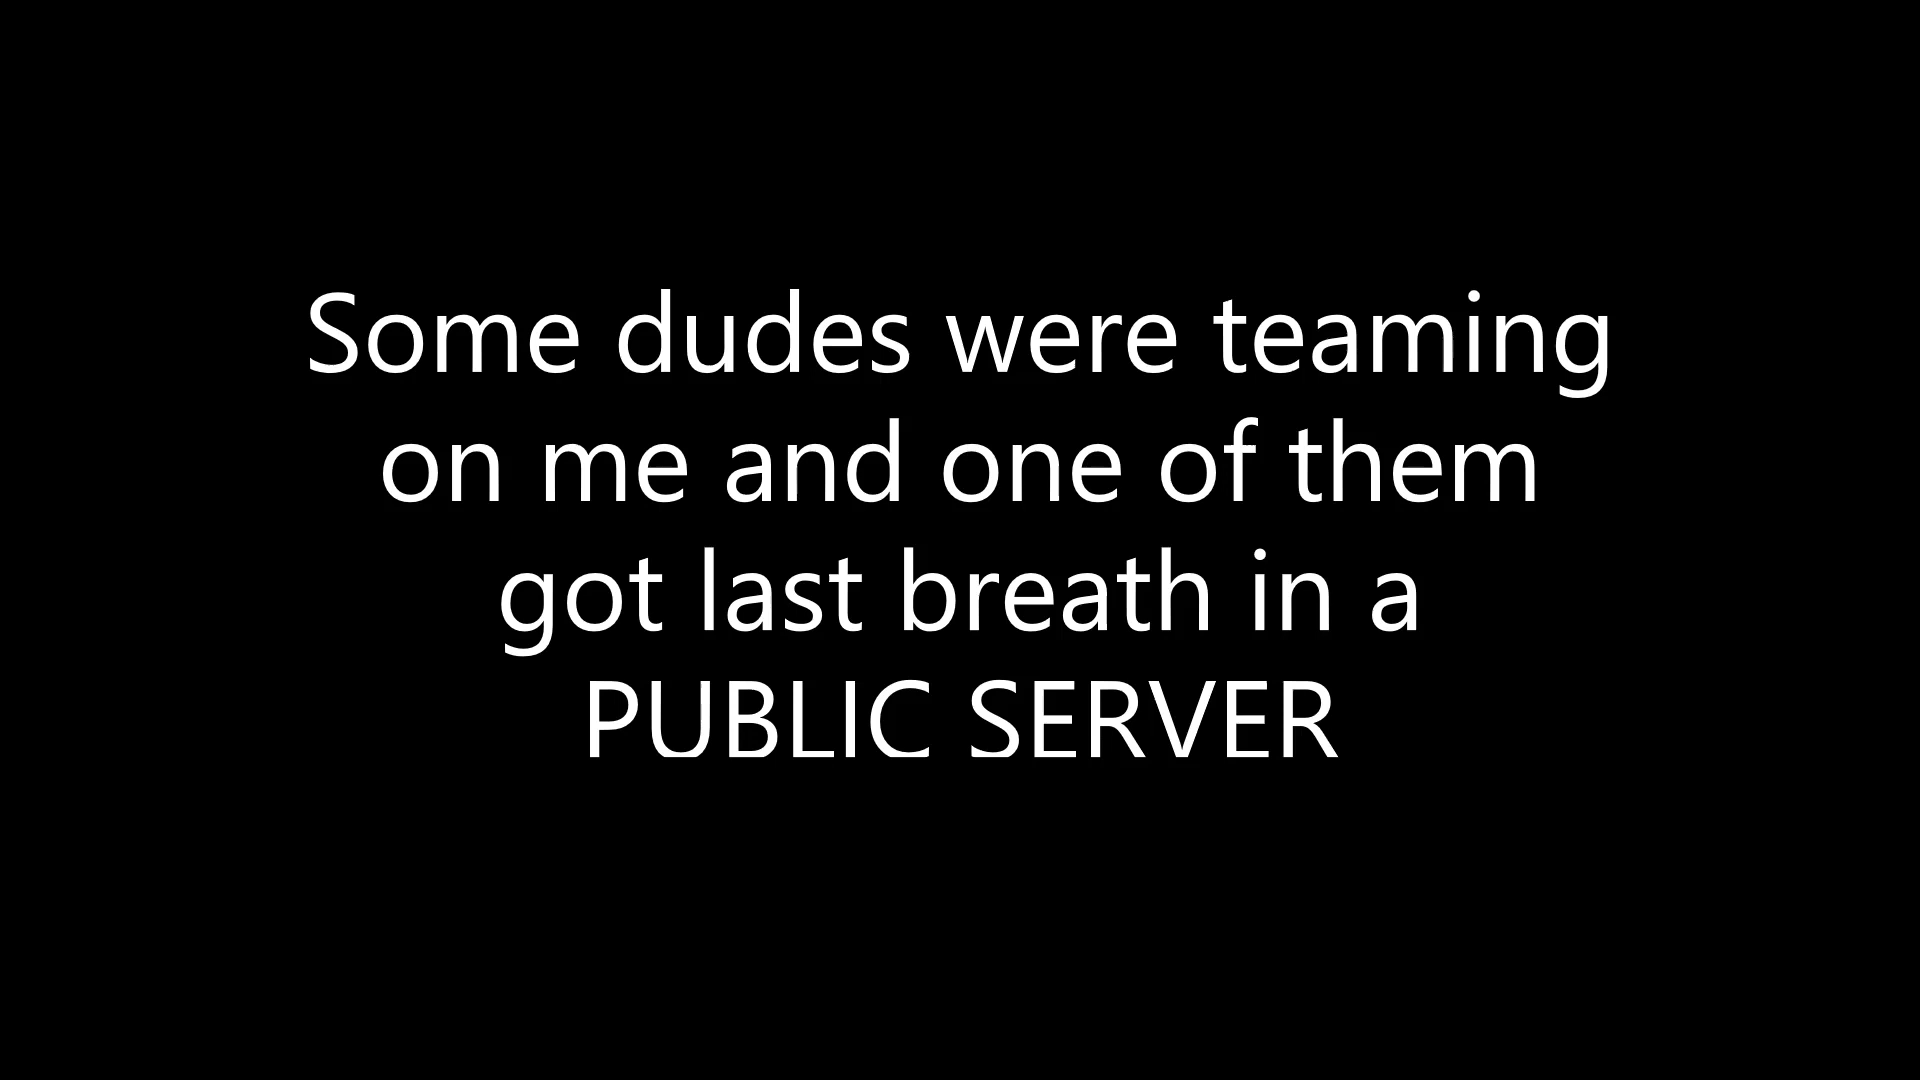 Some dudes were teaming
on me and one of them
got last breath in a
PUBLIC SERVER